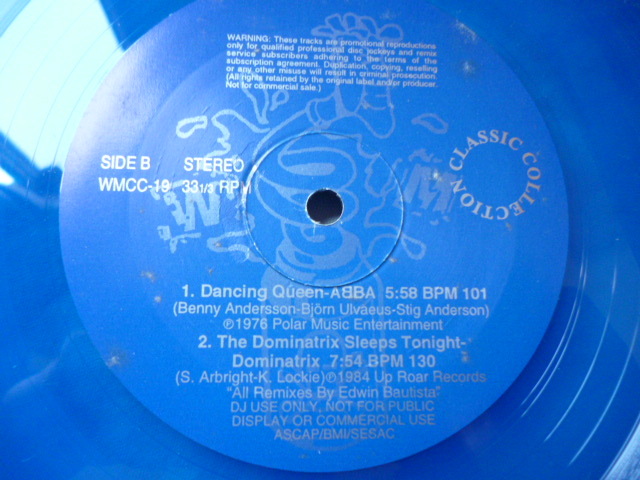 WARNING: These tracks are promotional reproductions
only for qualified professional disc jockeys and remix
service subscribers adhering to the terms of the
subscription agreement. Duplication, copying, reselling
or any other misuse will result in criminal prosecution.
(All rights retained by the original label and/or producer.
Not for commercial sale.)
CLASSIC COLLECTION
SIDE B STEREO
WMCC-19 33 1/3 RPM
1. Dancing Queen-ABBA 5:58 BPM 101
(Benny Andersson-Björn Ulvaeus-Stig Anderson)
℗1976 Polar Music Entertainment
2. The Dominatrix Sleeps Tonight-
Dominatrix 7:54 BPM 130
(S. Arbright-K. Lockie)℗1984 Up Roar Records
"All Remixes By Edwin Bautista"
DJ USE ONLY, NOT FOR PUBLIC
DISPLAY OR COMMERCIAL USE
ASCAP/BMI/SESAC